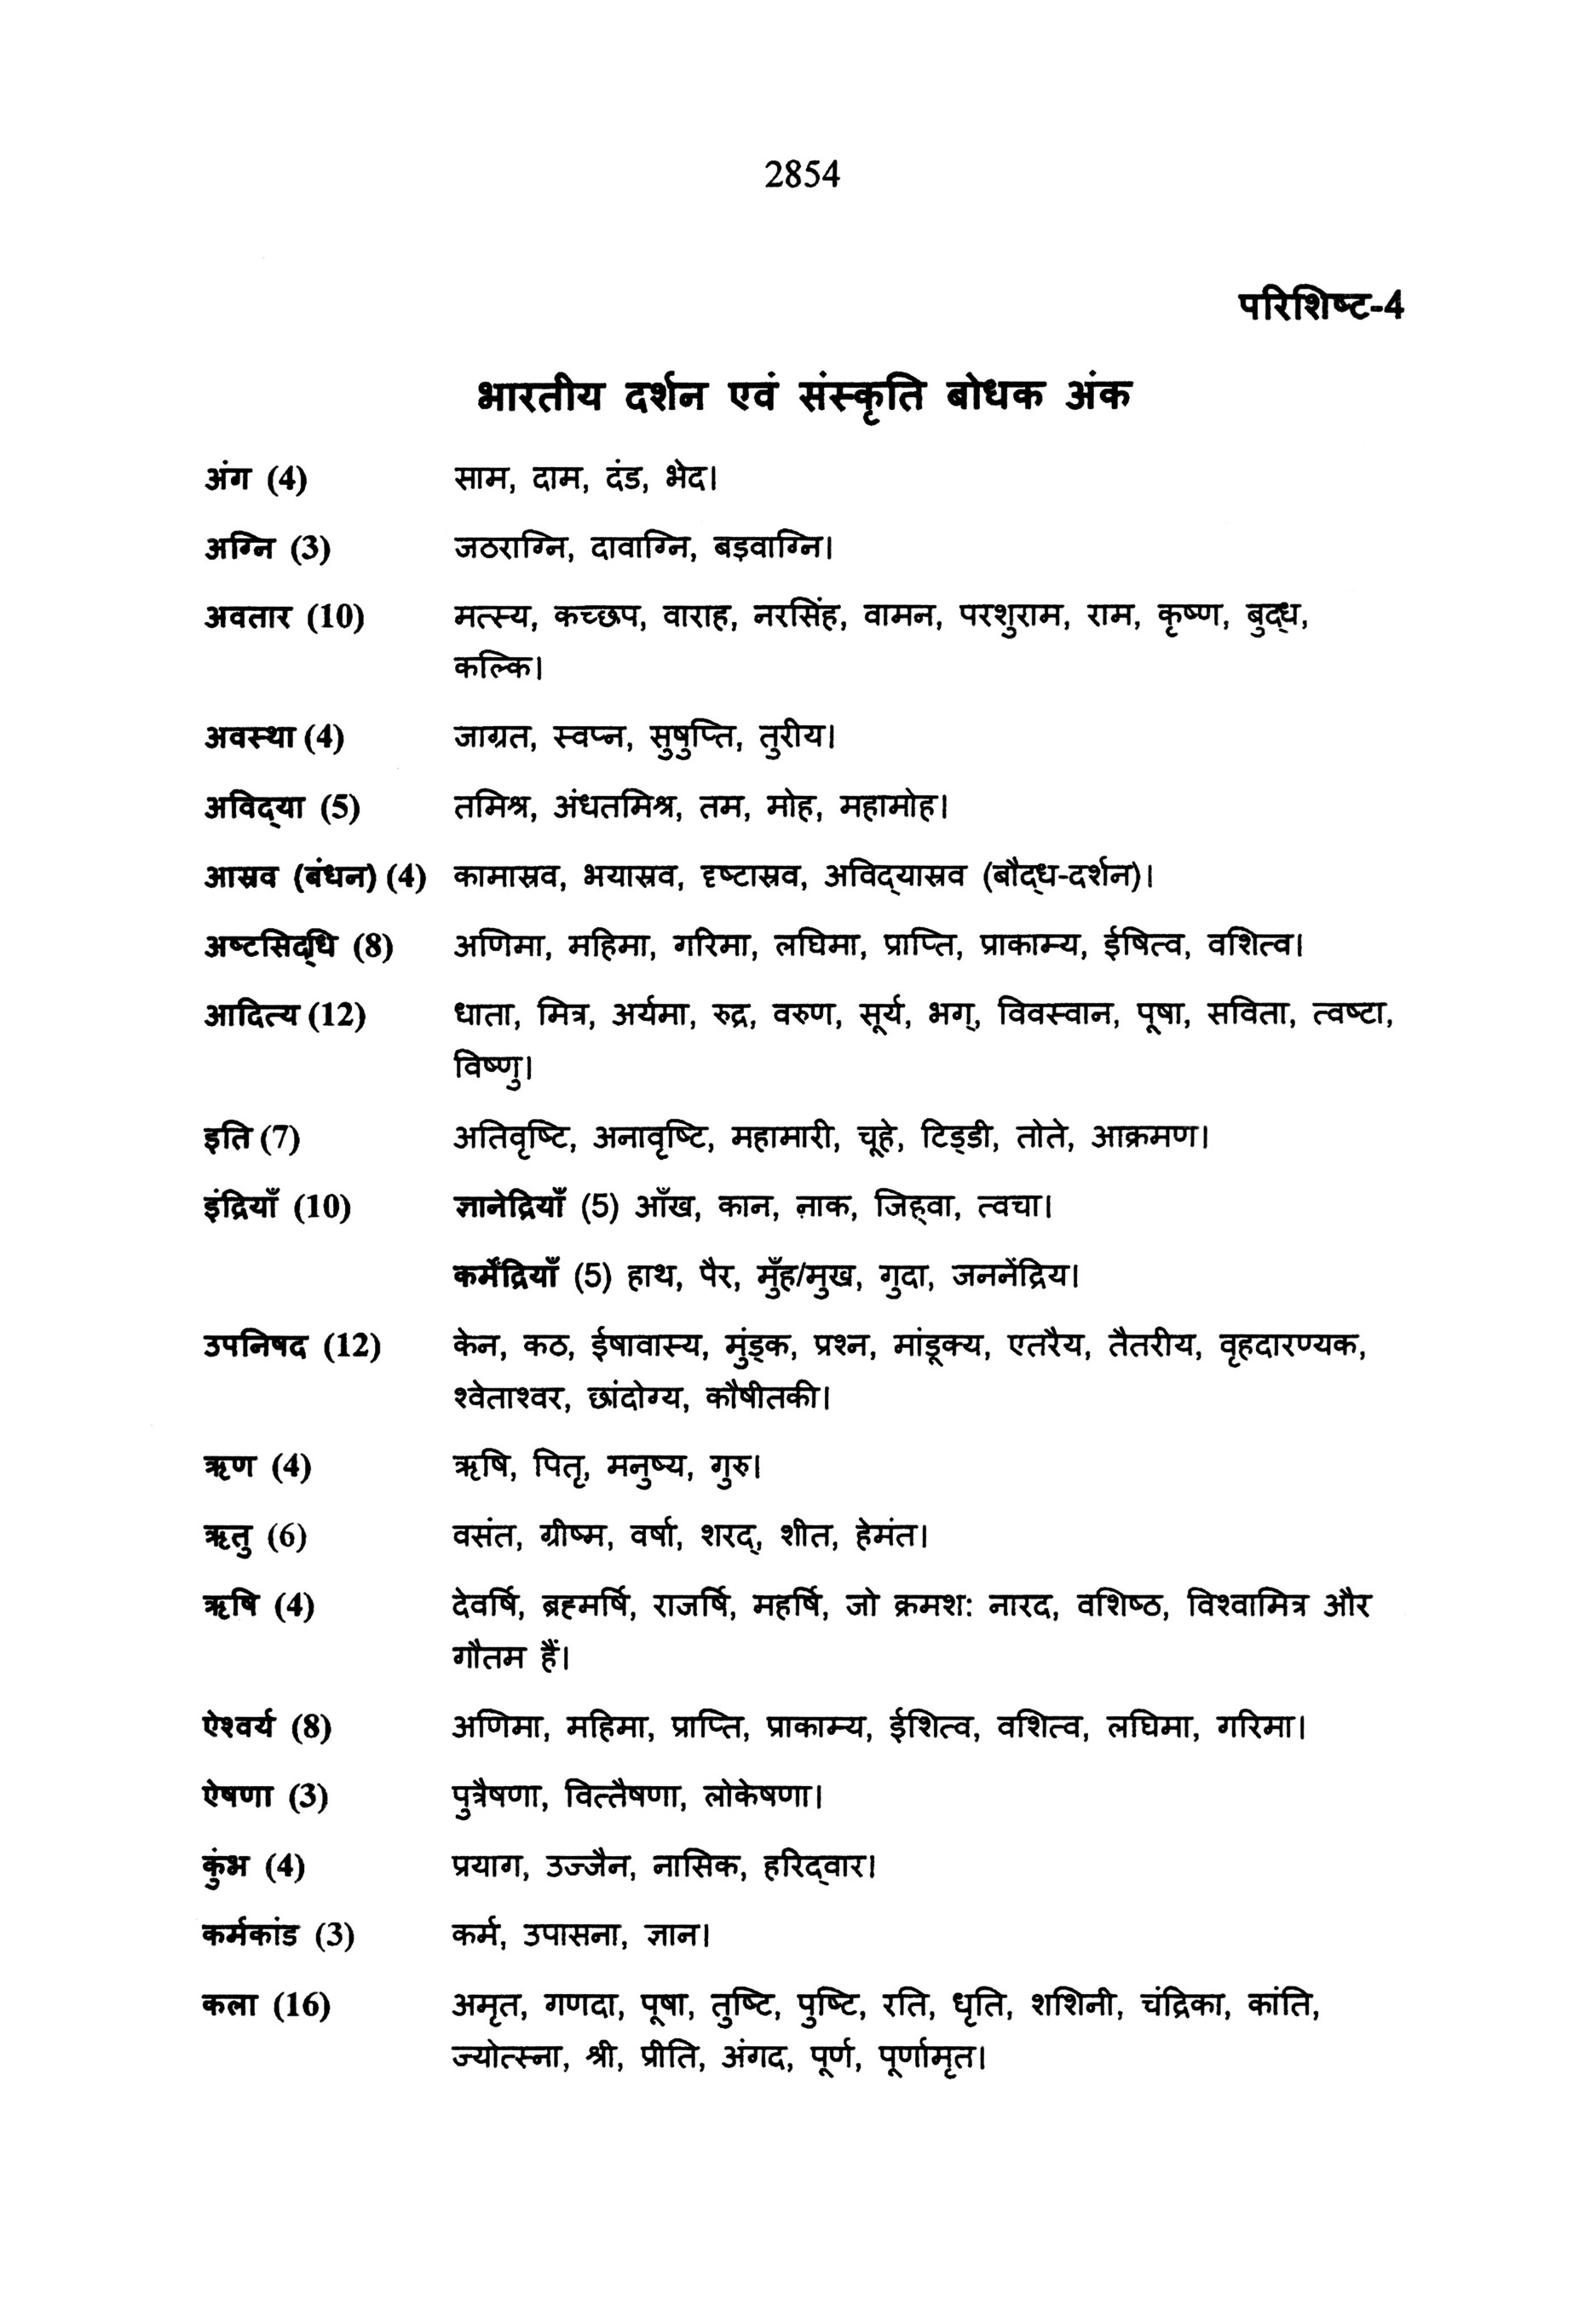 2854
परिशिष्ट-4
भारतीय दर्शन एवं संस्कृति बोधक अंक
अंग (4) साम, दाम, दंड, भेद।
अग्नि (3) जठराग्नि, दावाग्नि, बड़वाग्नि।
अवतार (10) मत्स्य, कच्छप, वाराह, नरसिंह, वामन, परशुराम, राम, कृष्ण, बुद्ध,
कल्कि।
अवस्था (4) जाग्रत, स्वप्न, सुषुप्ति, तुरीय।
अविद्या (5) तमिश्र, अंधतमिश्र, तम, मोह, महामोह।
आस्रव (बंधन) (4) कामास्रव, भयास्रव, दृष्टास्रव, अविद्यास्रव (बौद्ध-दर्शन)।
अष्टसिद्धि (8) अणिमा, महिमा, गरिमा, लघिमा, प्राप्ति, प्राकाम्य, ईषित्व, वशित्व।
आदित्य (12) धाता, मित्र, अर्यमा, रुद्र, वरुण, सूर्य, भग्, विवस्वान, पूषा, सविता, त्वष्टा,
विष्णु।
इति (7) अतिवृष्टि, अनावृष्टि, महामारी, चूहे, टिड्डी, तोते, आक्रमण।
इंद्रियाँ (10) ज्ञानेद्रियाँ (5) आँख, कान, ऩाक, जिह्वा, त्वचा।
कर्मेंद्रियाँ (5) हाथ, पैर, मुँह/मुख, गुदा, जननेंद्रिय।
उपनिषद (12) केन, कठ, ईषावास्य, मुंड्क, प्रश्न, मांडूक्य, एतरैय, तैतरीय, वृहदारण्यक,
श्वेताश्वर, छांदोग्य, कौषीतकी।
ऋण (4) ऋषि, पितृ, मनुष्य, गुरु।
ऋतु (6) वसंत, ग्रीष्म, वर्षा, शरद्, शीत, हेमंत।
ऋषि (4) देवर्षि, ब्रह्मर्षि, राजर्षि, महर्षि, जो क्रमश: नारद, वशिष्ठ, विश्वामित्र और
गौतम हैं।
ऐश्वर्य (8) अणिमा, महिमा, प्राप्ति, प्राकाम्य, ईशित्व, वशित्व, लघिमा, गरिमा।
ऐषणा (3) पुत्रैषणा, वित्तैषणा, लोकेषणा।
कुंभ (4) प्रयाग, उज्जैन, नासिक, हरिद्वार।
कर्मकांड (3) कर्म, उपासना, ज्ञान।
कला (16) अमृत, गणदा, पूषा, तुष्टि, पुष्टि, रति, धृति, शशिनी, चंद्रिका, कांति,
ज्योत्स्ना, श्री, प्रीति, अंगद, पूर्ण, पूर्णामृत।